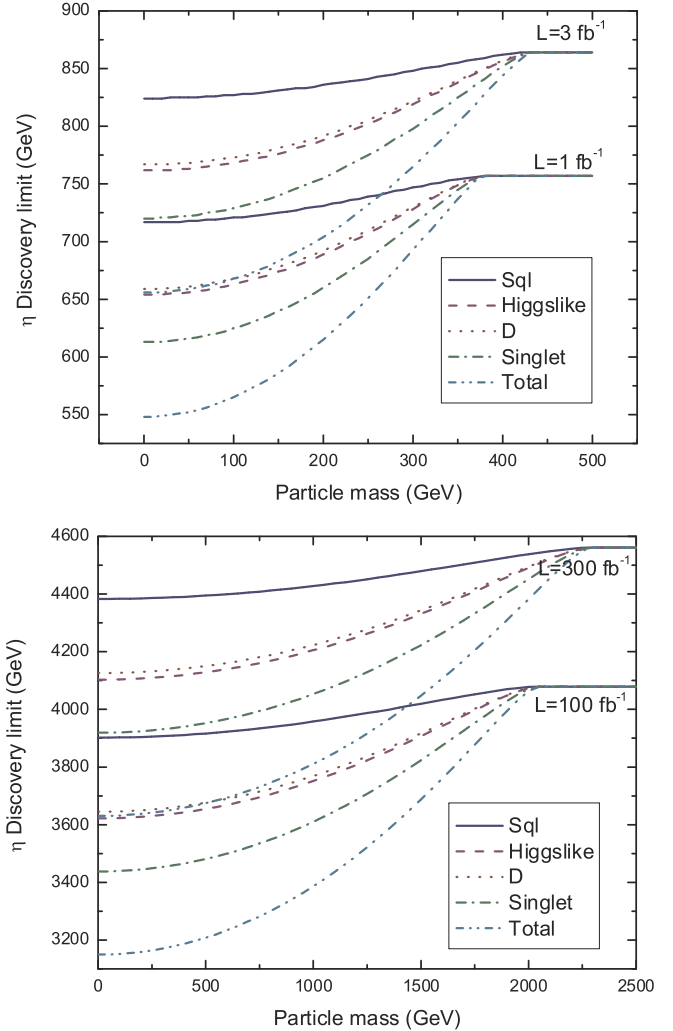 900
850
800
750
700
650
600
550
η Discovery limit (GeV)
L=3 fb-1
L=1 fb-1
Sql
Higgslike
D
Singlet
Total
0 100 200 300 400 500
Particle mass (GeV)
4600
4400
4200
4000
3800
3600
3400
3200
η Discovery limit (GeV)
L=300 fb-1
L=100 fb-1
Sql
Higgslike
D
Singlet
Total
0 500 1000 1500 2000 2500
Particle mass (GeV)